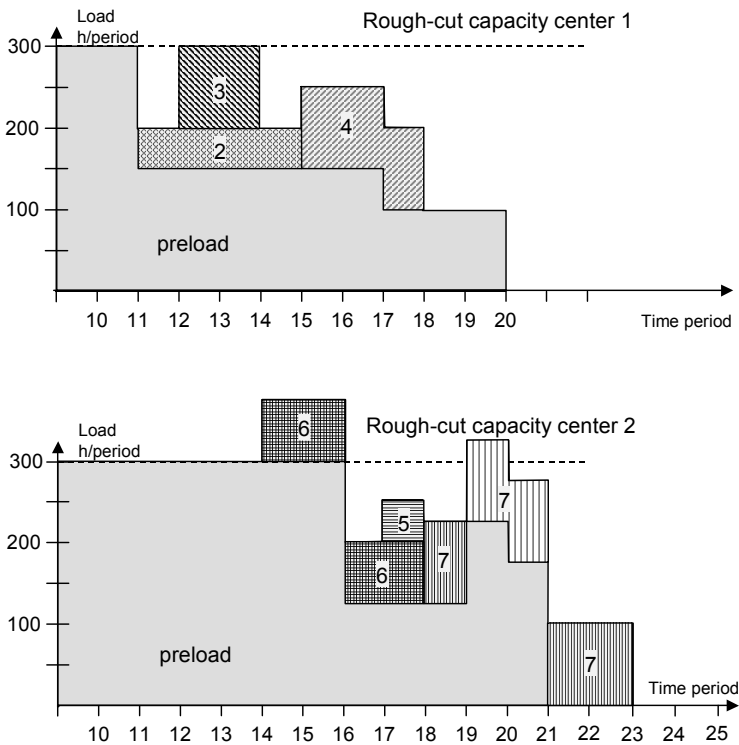 Load
h/period
Rough-cut capacity center 1
300
3
200
2
4
100
preload
10 11 12 13 14 15 16 17 18 19 20
Time period
Load
h/period
6
Rough-cut capacity center 2
300
7
5
200
6
7
100
preload
7
Time period
10 11 12 13 14 15 16 17 18 19 20 21 22 23 24 25